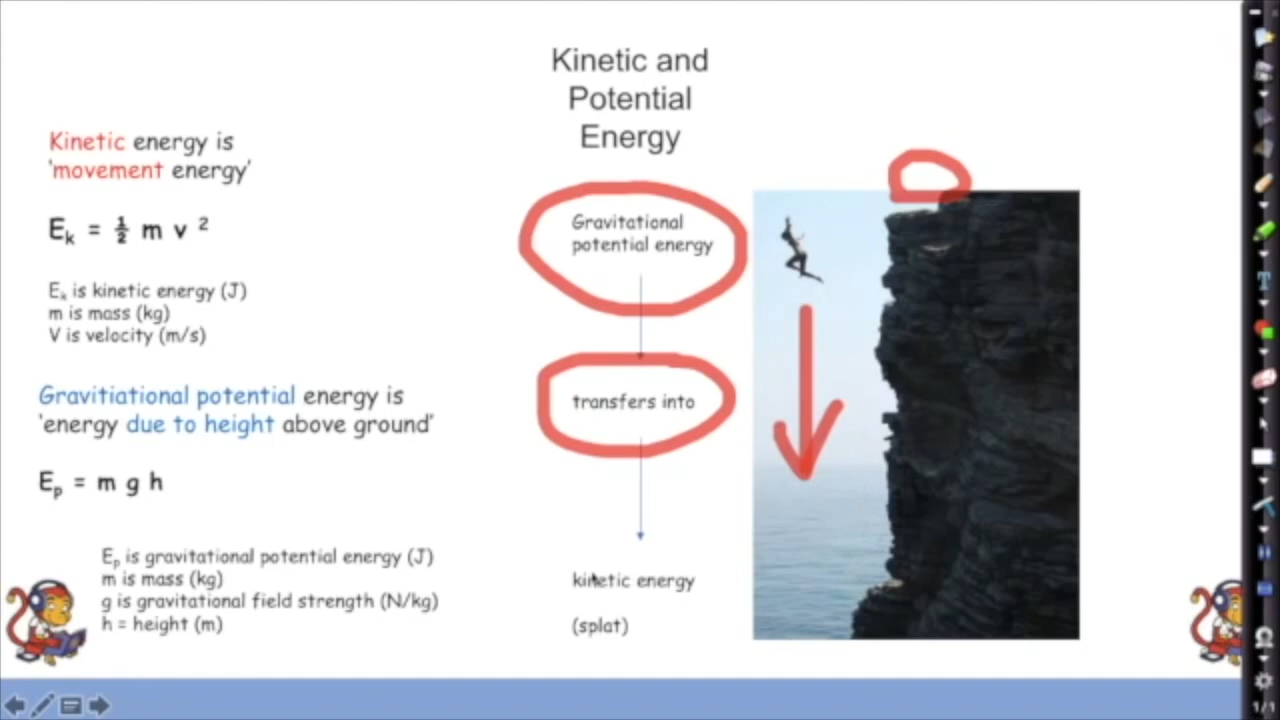 Kinetic and
Potential
Energy
Kinetic energy is
'movement energy'
Eₖ = ½ m v ²
Eₖ is kinetic energy (J)
m is mass (kg)
V is velocity (m/s)
Gravitiational potential energy is
'energy due to height above ground'
Eₚ = m g h
Eₚ is gravitational potential energy (J)
m is mass (kg)
g is gravitational field strength (N/kg)
h = height (m)
Gravitational
potential energy
transfers into
kinetic energy
(splat)
T
Ω
1/1